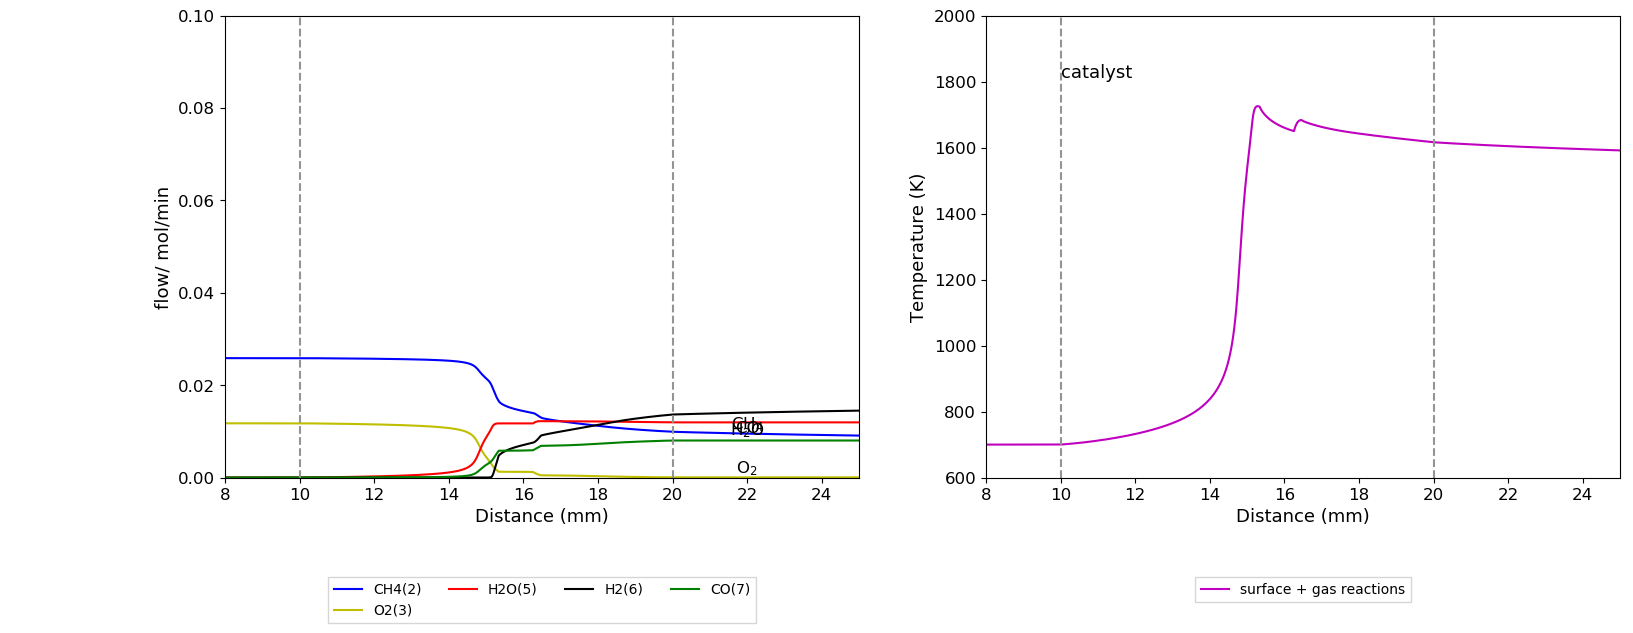 0.10
0.08
0.06
0.04
0.02
0.00
flow/ mol/min
8 10 12 14 16 18 20 22 24
Distance (mm)
O₂
CH4(2) H2O(5) H2(6) CO(7)
O2(3)
2000
1800
1600
1400
1200
1000
800
600
Temperature (K)
catalyst
8 10 12 14 16 18 20 22 24
Distance (mm)
surface + gas reactions